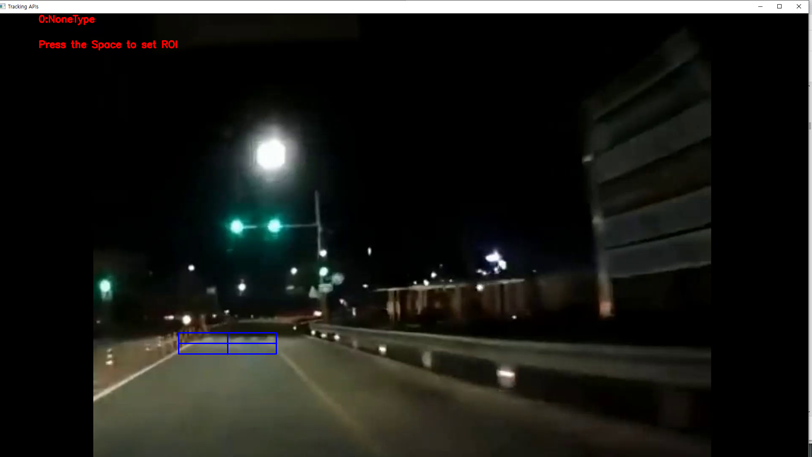 Tracking APIs
0:NoneType
Press the Space to set ROI